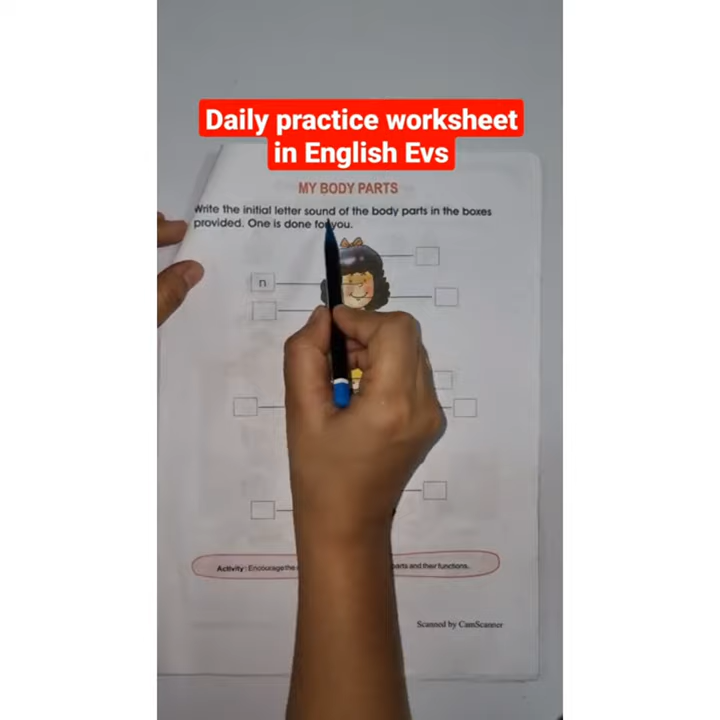 Daily practice worksheet
in English Evs
MY BODY PARTS
Write the initial letter sound of the body parts in the boxes
provided. One is done for you.
n
Activity: Encourage the parts and their functions.
Scanned by CamScanner